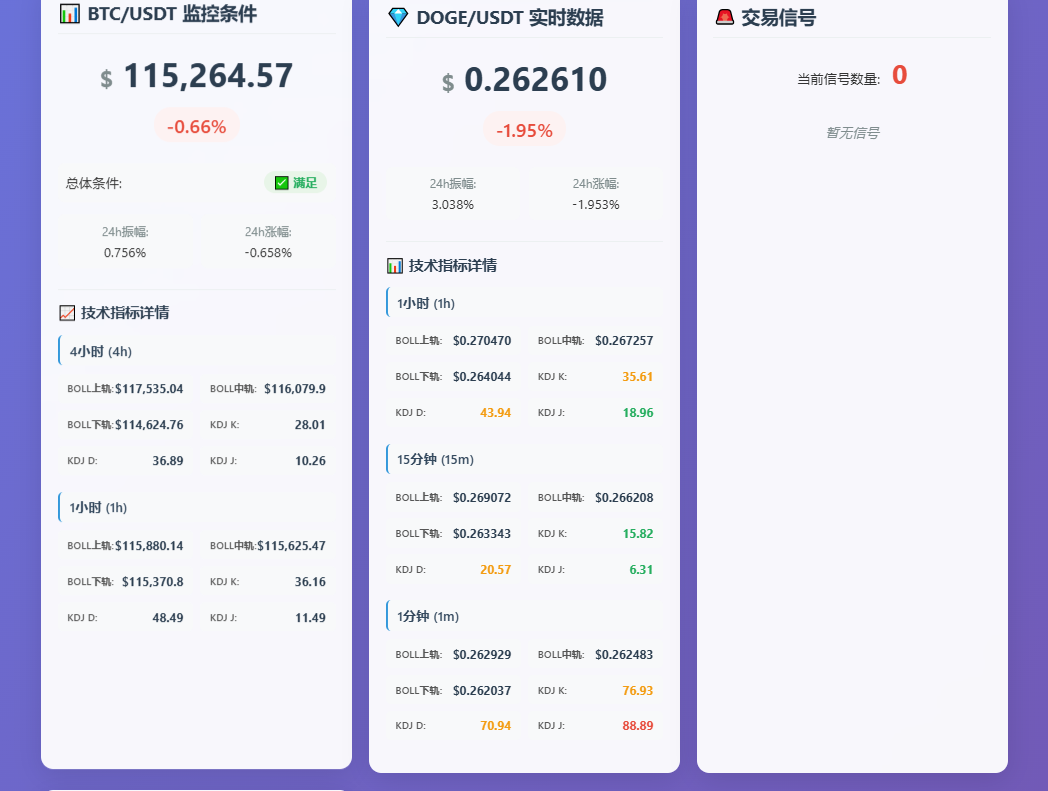 📊 BTC/USDT 监控条件
$ 115,264.57
-0.66%
总体条件: ✅ 满足
24h振幅: 24h涨幅:
0.756% -0.658%
📈 技术指标详情
4小时 (4h)
BOLL上轨: $117,535.04 BOLL中轨: $116,079.9
BOLL下轨: $114,624.76 KDJ K: 28.01
KDJ D: 36.89 KDJ J: 10.26
1小时 (1h)
BOLL上轨: $115,880.14 BOLL中轨: $115,625.47
BOLL下轨: $115,370.8 KDJ K: 36.16
KDJ D: 48.49 KDJ J: 11.49
💎 DOGE/USDT 实时数据
$ 0.262610
-1.95%
24h振幅: 24h涨幅:
3.038% -1.953%
📊 技术指标详情
1小时 (1h)
BOLL上轨: $0.270470 BOLL中轨: $0.267257
BOLL下轨: $0.264044 KDJ K: 35.61
KDJ D: 43.94 KDJ J: 18.96
15分钟 (15m)
BOLL上轨: $0.269072 BOLL中轨: $0.266208
BOLL下轨: $0.263343 KDJ K: 15.82
KDJ D: 20.57 KDJ J: 6.31
1分钟 (1m)
BOLL上轨: $0.262929 BOLL中轨: $0.262483
BOLL下轨: $0.262037 KDJ K: 76.93
KDJ D: 70.94 KDJ J: 88.89
🚨 交易信号
当前信号数量: 0
暂无信号